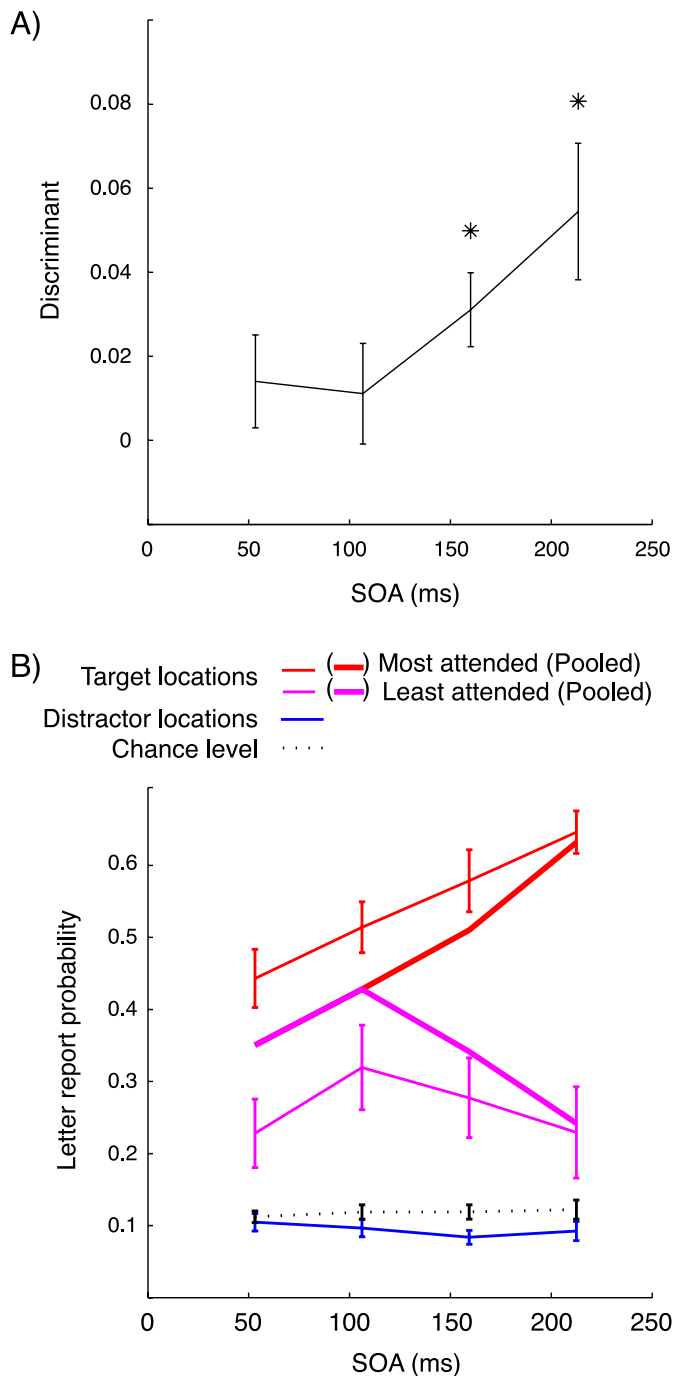 A)
0.08
0.06
0.04
0.02
0
Discriminant
0 50 100 150 200 250
SOA (ms)
B)
Target locations (—) Most attended (Pooled)
(—) Least attended (Pooled)
Distractor locations
Chance level
0.6
0.5
0.4
0.3
0.2
0.1
Letter report probability
0 50 100 150 200 250
SOA (ms)